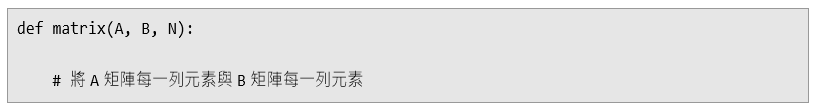 def matrix(A, B, N):
# 將 A 矩陣每一列元素與 B 矩陣每一列元素